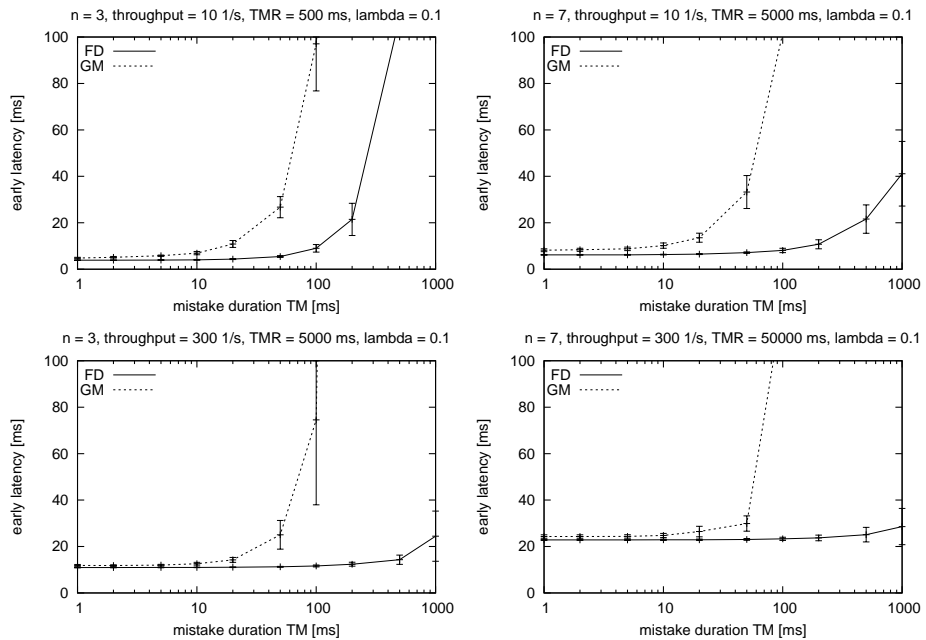 n = 3, throughput = 10 1/s, TMR = 500 ms, lambda = 0.1
early latency [ms]
100
80
60
40
20
0
FD
GM
1 10 100 1000
mistake duration TM [ms]
n = 7, throughput = 10 1/s, TMR = 5000 ms, lambda = 0.1
early latency [ms]
100
80
60
40
20
0
FD
GM
1 10 100 1000
mistake duration TM [ms]
n = 3, throughput = 300 1/s, TMR = 5000 ms, lambda = 0.1
early latency [ms]
100
80
60
40
20
0
FD
GM
1 10 100 1000
mistake duration TM [ms]
n = 7, throughput = 300 1/s, TMR = 50000 ms, lambda = 0.1
early latency [ms]
100
80
60
40
20
0
FD
GM
1 10 100 1000
mistake duration TM [ms]